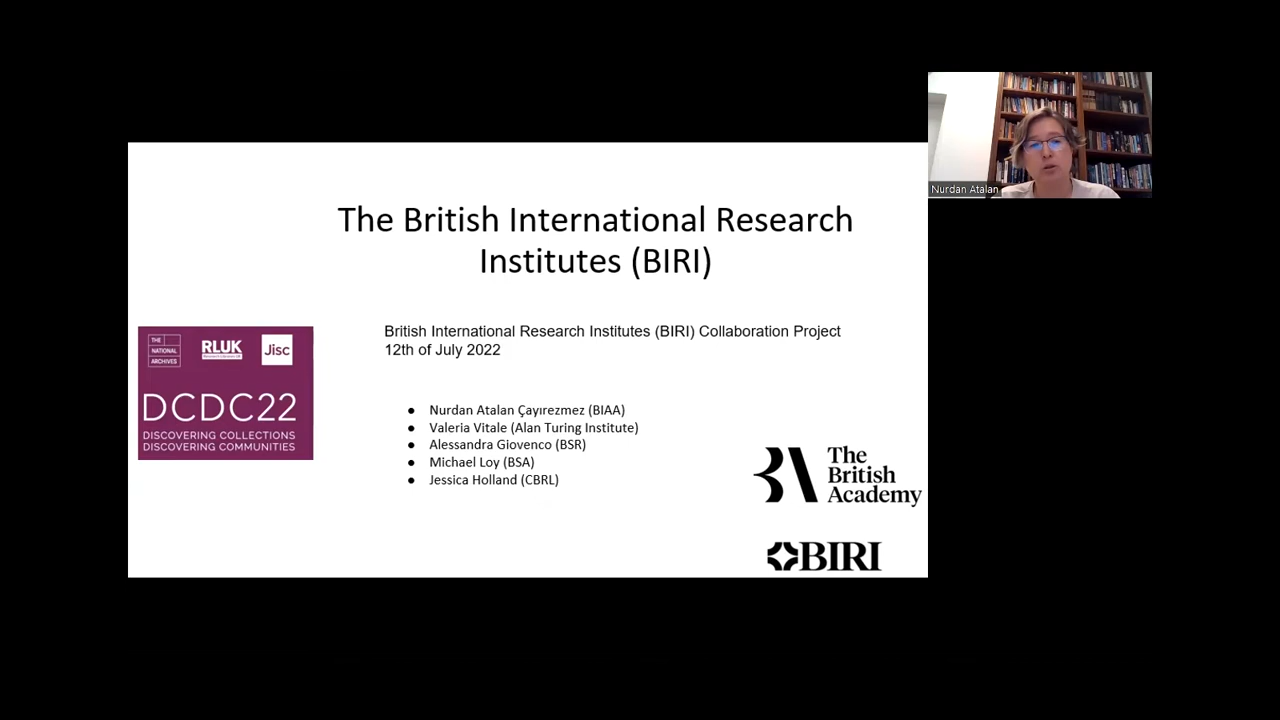 Nurdan Atalan
The British International Research
Institutes (BIRI)
British International Research Institutes (BIRI) Collaboration Project
12th of July 2022
THE
NATIONAL
ARCHIVES
RLUK
Jisc
DCDC22
DISCOVERING COLLECTIONS
DISCOVERING COMMUNITIES
● Nurdan Atalan Çayırezmez (BIAA)
● Valeria Vitale (Alan Turing Institute)
● Alessandra Giovenco (BSR)
● Michael Loy (BSA)
● Jessica Holland (CBRL)
The
British
Academy
BIRI